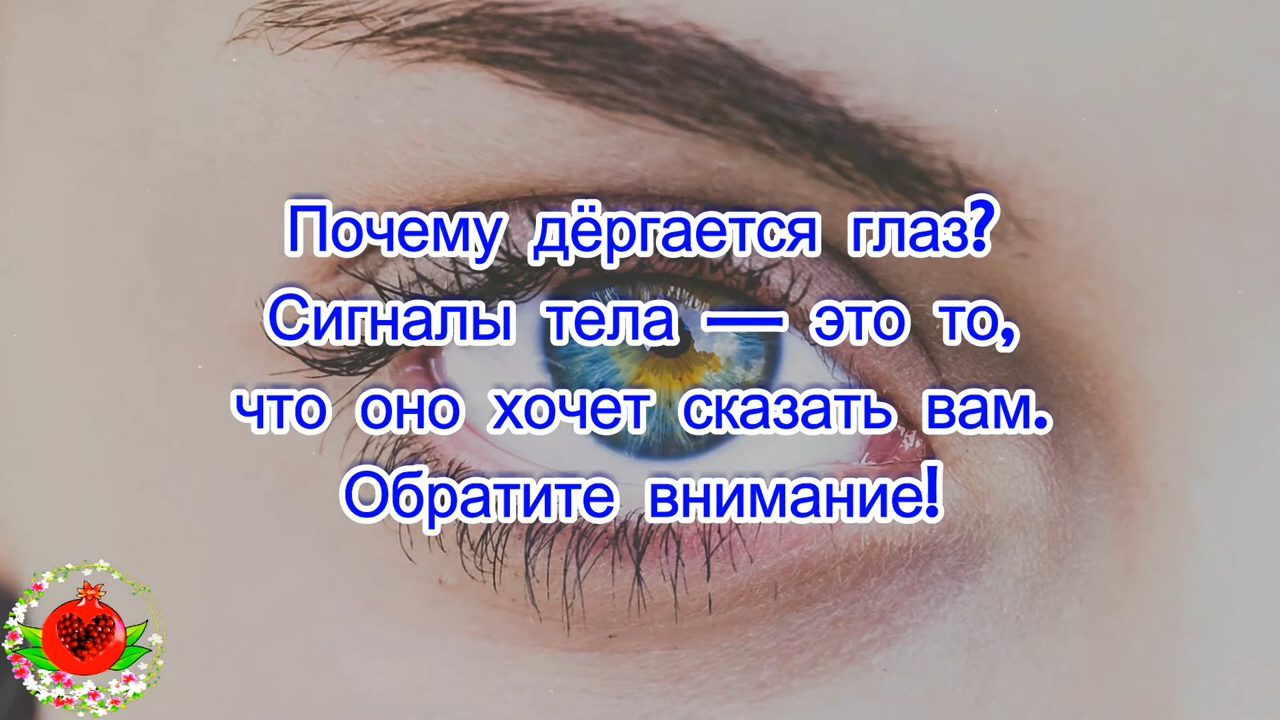 Почему дёргается глаз?
Сигналы тела — это то,
что оно хочет сказать вам.
Обратите внимание!